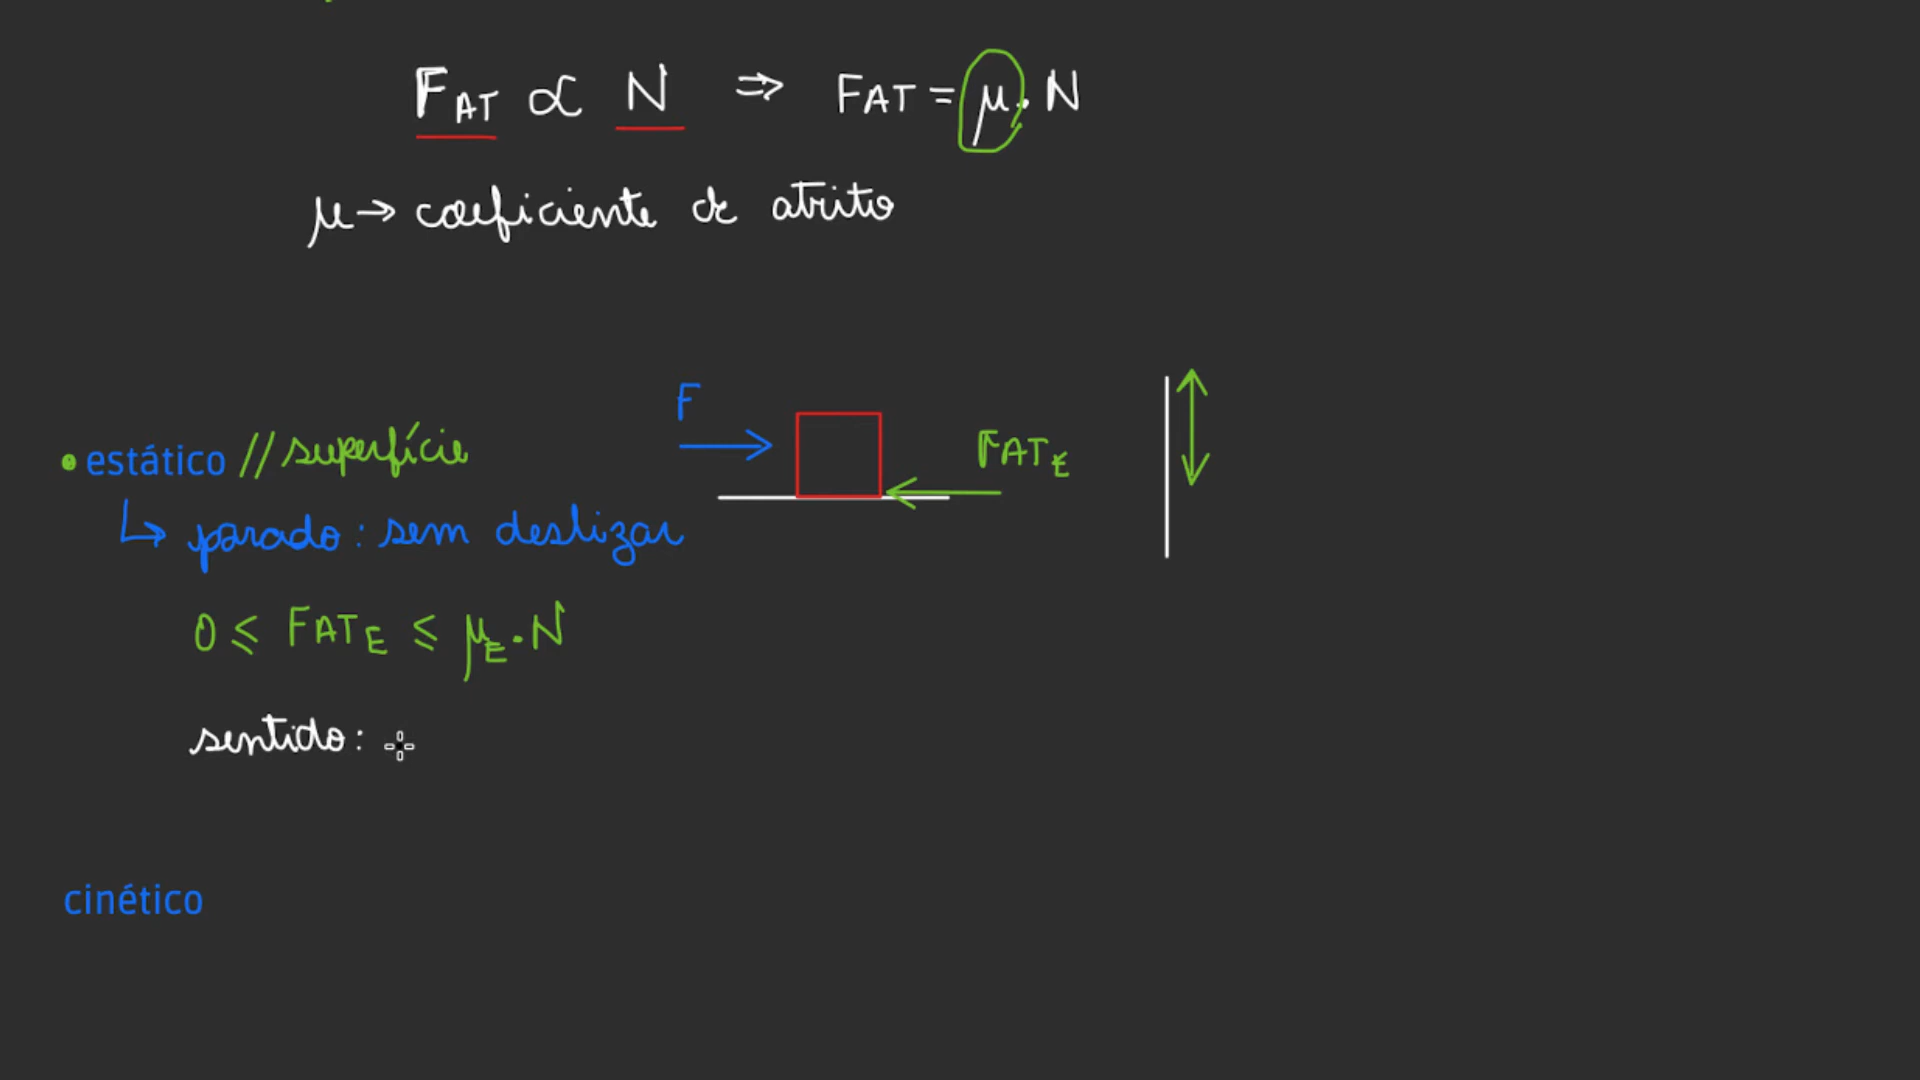 FAT ∝ N ⇒ FAT = μ . N
μ → coeficiente de atrito
F
• estático // superfície
FATE
↳ parado : sem deslizar
0 ⩽ FATE ⩽ μE . N
sentido :
cinético